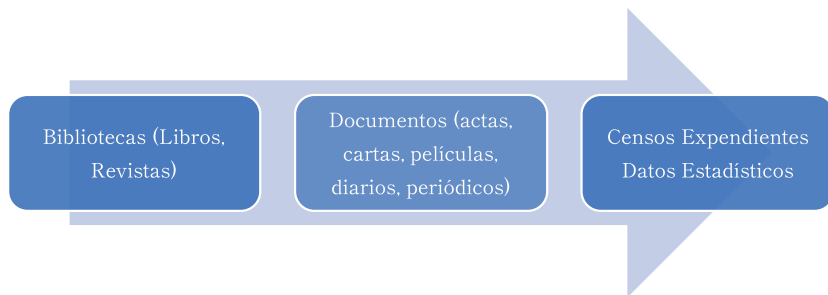 Bibliotecas (Libros,
Revistas)
Documentos (actas,
cartas, películas,
diarios, periódicos)
Censos Expendientes
Datos Estadísticos